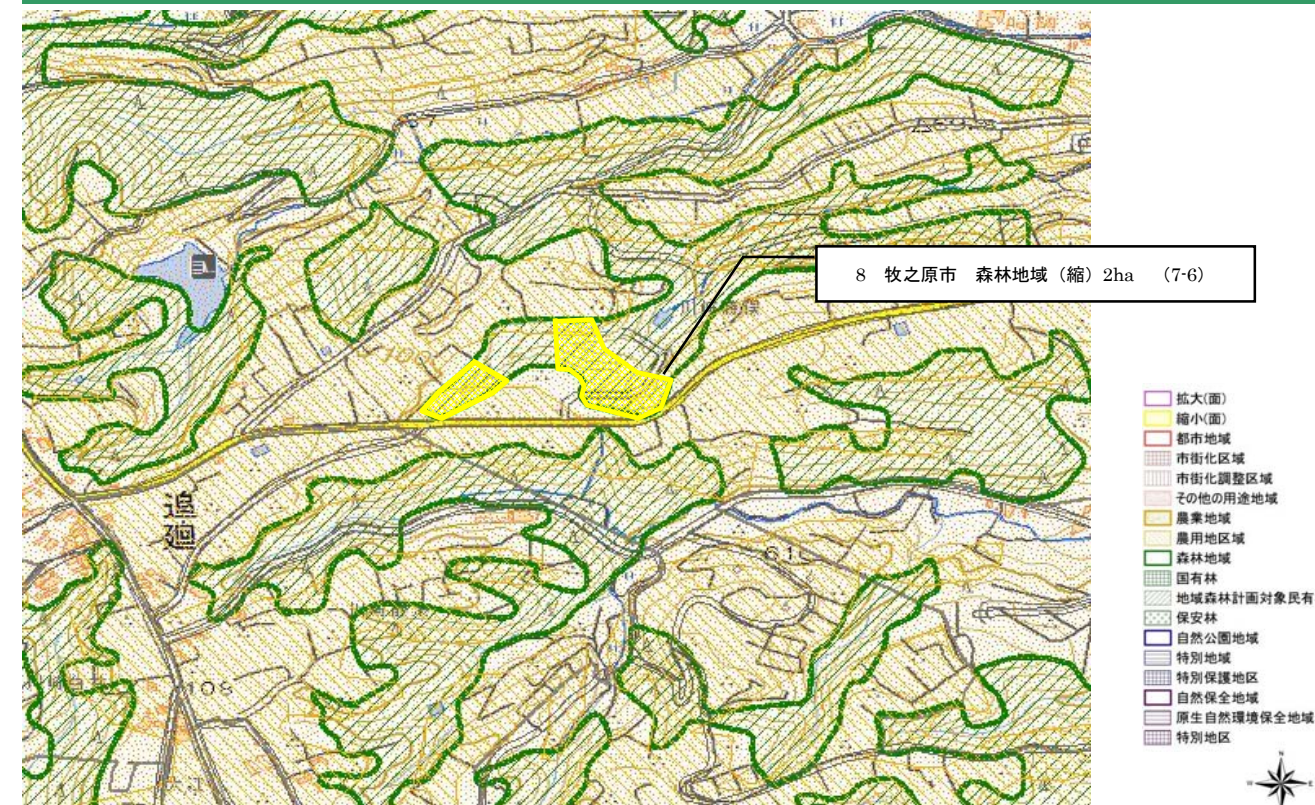 8 牧之原市 森林地域（縮）2ha （7-6）
追
廻
100
61
108
拡大(面)
縮小(面)
都市地域
市街化区域
市街化調整区域
その他の用途地域
農業地域
農用地区域
森林地域
国有林
地域森林計画対象民有
保安林
自然公園地域
特別地域
特別保護地区
自然保全地域
原生自然環境保全地域
特別地区
N
W
E